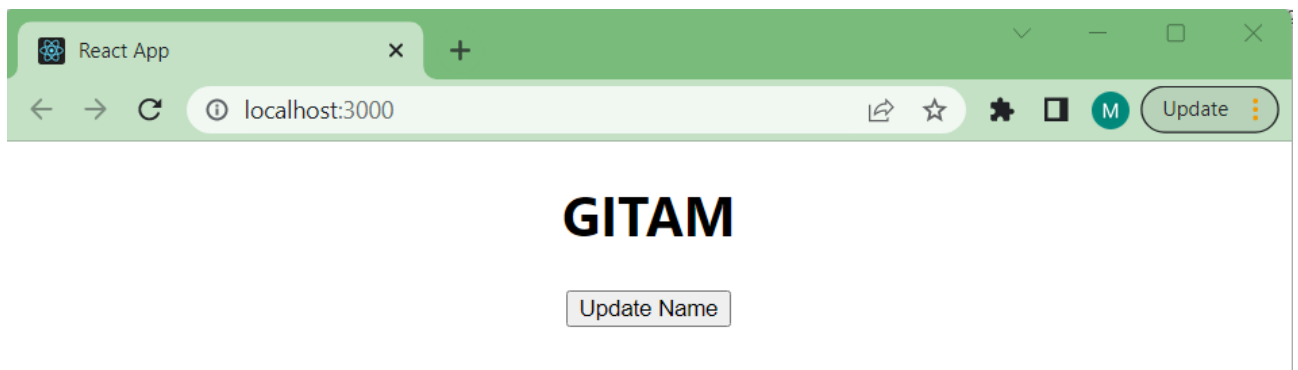 React App
localhost:3000
M
Update
GITAM
Update Name